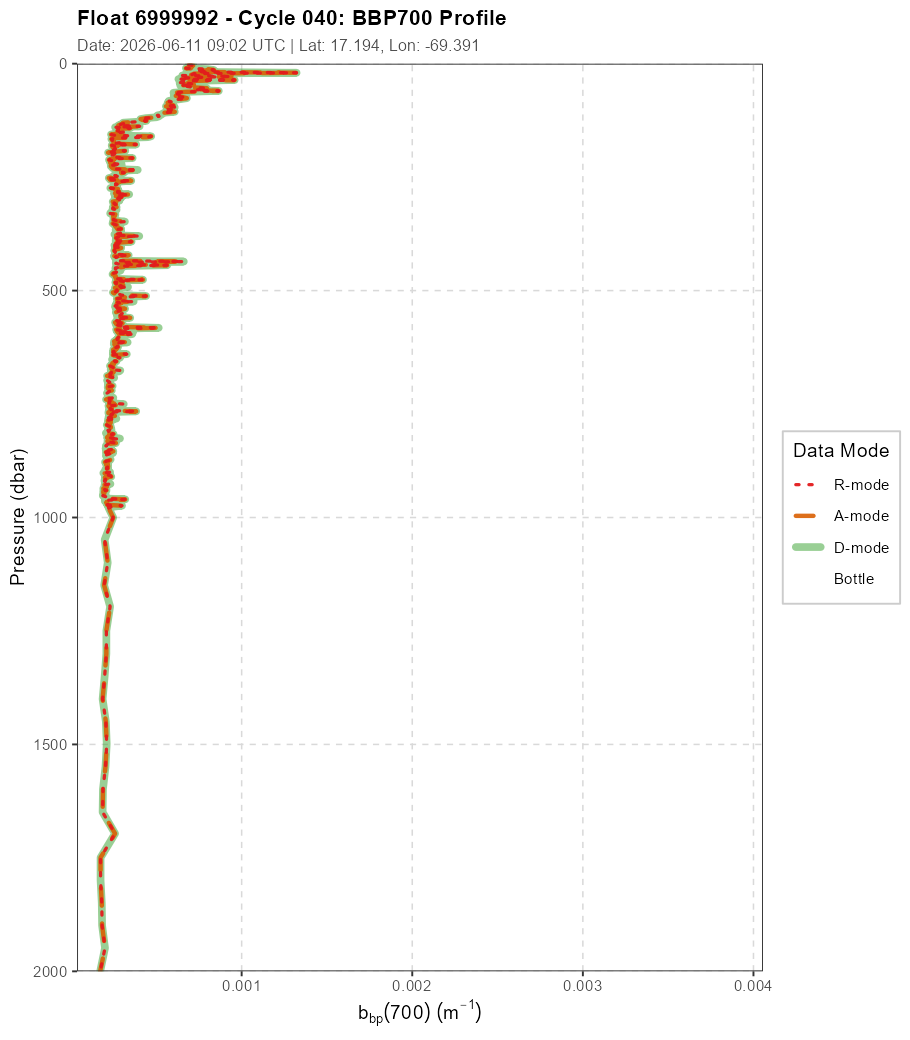 Float 6999992 - Cycle 040: BBP700 Profile
Date: 2026-06-11 09:02 UTC | Lat: 17.194, Lon: -69.391
0
500
1000
1500
2000
Pressure (dbar)
0.001
0.002
0.003
0.004
b_bp(700) (m⁻¹)
Data Mode
R-mode
A-mode
D-mode
Bottle